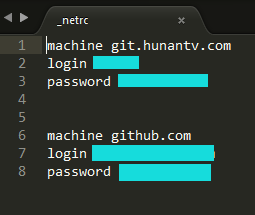 _netrc
1 machine git.hunantv.com
2 login
3 password
4
5
6 machine github.com
7 login
8 password